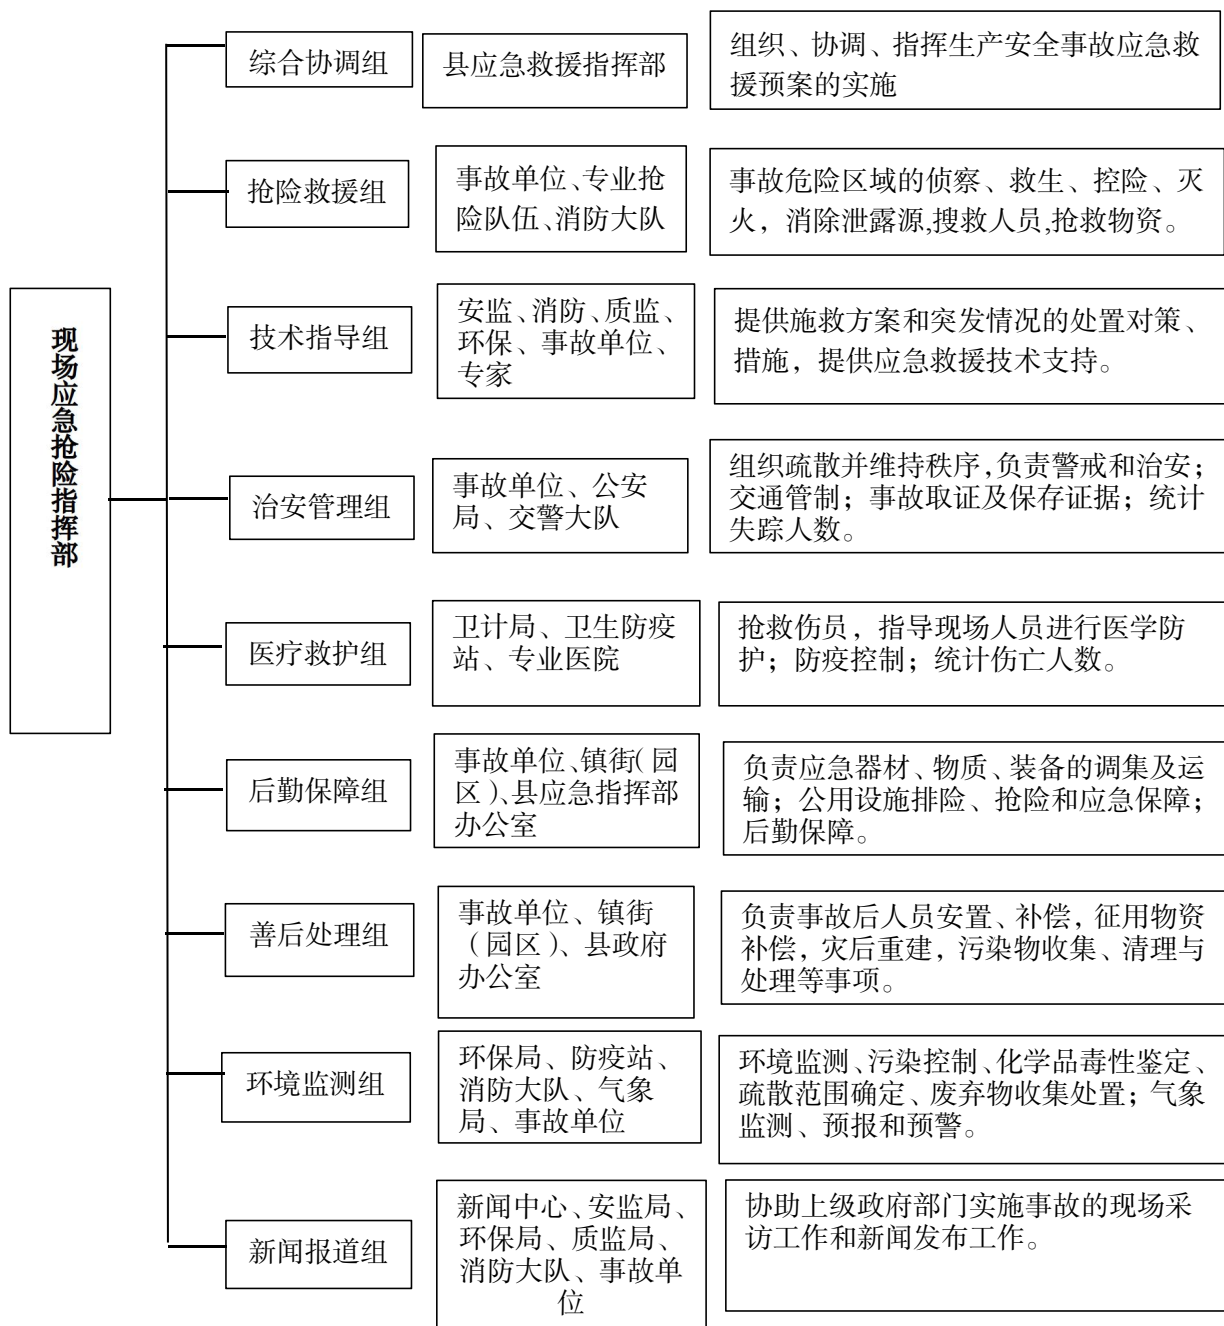 现场应急抢险指挥部
综合协调组
县应急救援指挥部
组织、协调、指挥生产安全事故应急救
援预案的实施
抢险救援组
事故单位、专业抢
险队伍、消防大队
事故危险区域的侦察、救生、控险、灭
火，消除泄露源,搜救人员,抢救物资。
技术指导组
安监、消防、质监、
环保、事故单位、
专家
提供施救方案和突发情况的处置对策、
措施，提供应急救援技术支持。
治安管理组
事故单位、公安
局、交警大队
组织疏散并维持秩序,负责警戒和治安；
交通管制；事故取证及保存证据；统计
失踪人数。
医疗救护组
卫计局、卫生防疫
站、专业医院
抢救伤员，指导现场人员进行医学防
护；防疫控制；统计伤亡人数。
后勤保障组
事故单位、镇街(园
区)、县应急指挥部
办公室
负责应急器材、物质、装备的调集及运
输；公用设施排险、抢险和应急保障；
后勤保障。
善后处理组
事故单位、镇街
（园区）、县政府
办公室
负责事故后人员安置、补偿，征用物资
补偿，灾后重建，污染物收集、清理与
处理等事项。
环境监测组
环保局、防疫站、
消防大队、气象
局、事故单位
环境监测、污染控制、化学品毒性鉴定、
疏散范围确定、废弃物收集处置；气象
监测、预报和预警。
新闻报道组
新闻中心、安监局、
环保局、质监局、
消防大队、事故单
位
协助上级政府部门实施事故的现场采
访工作和新闻发布工作。